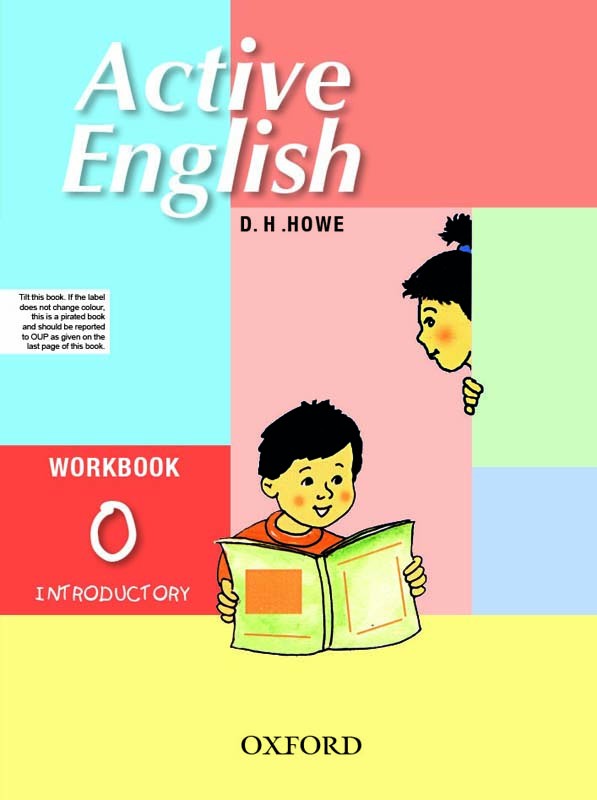 Active
English
D. H .HOWE
Tilt this book. If the label
does not change colour,
this is a pirated book
and should be reported
to OUP as given on the
last page of this book.
WORKBOOK
0
INTRODUCTORY
OXFORD